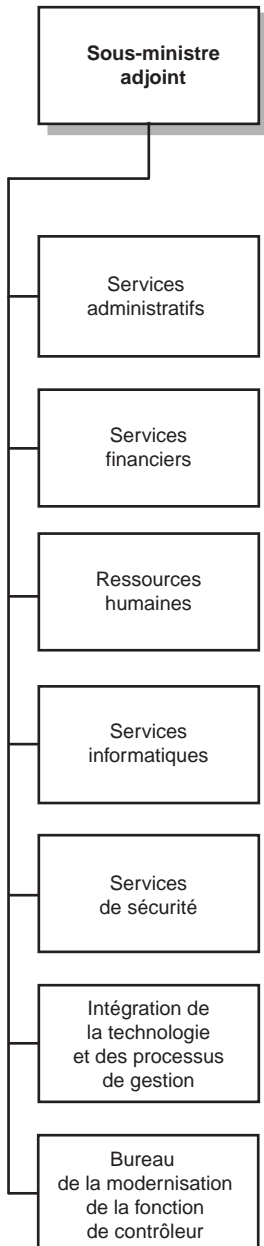 Sous-ministre
adjoint
Services
administratifs
Services
financiers
Ressources
humaines
Services
informatiques
Services
de sécurité
Intégration de
la technologie
et des processus
de gestion
Bureau
de la modernisation
de la fonction
de contrôleur